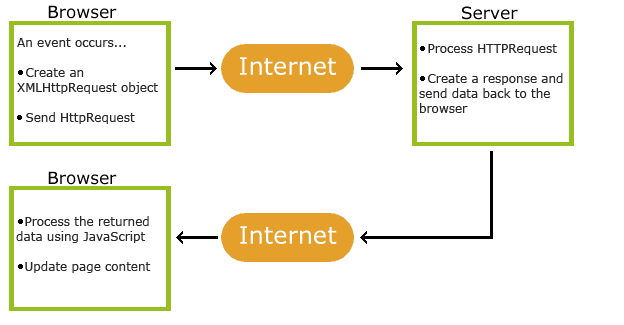 Browser
An event occurs...
•Create an
XMLHttpRequest object
•Send HttpRequest
Internet
Server
•Process HTTPRequest
•Create a response and
send data back to the
browser
Browser
•Process the returned
data using JavaScript
•Update page content
Internet